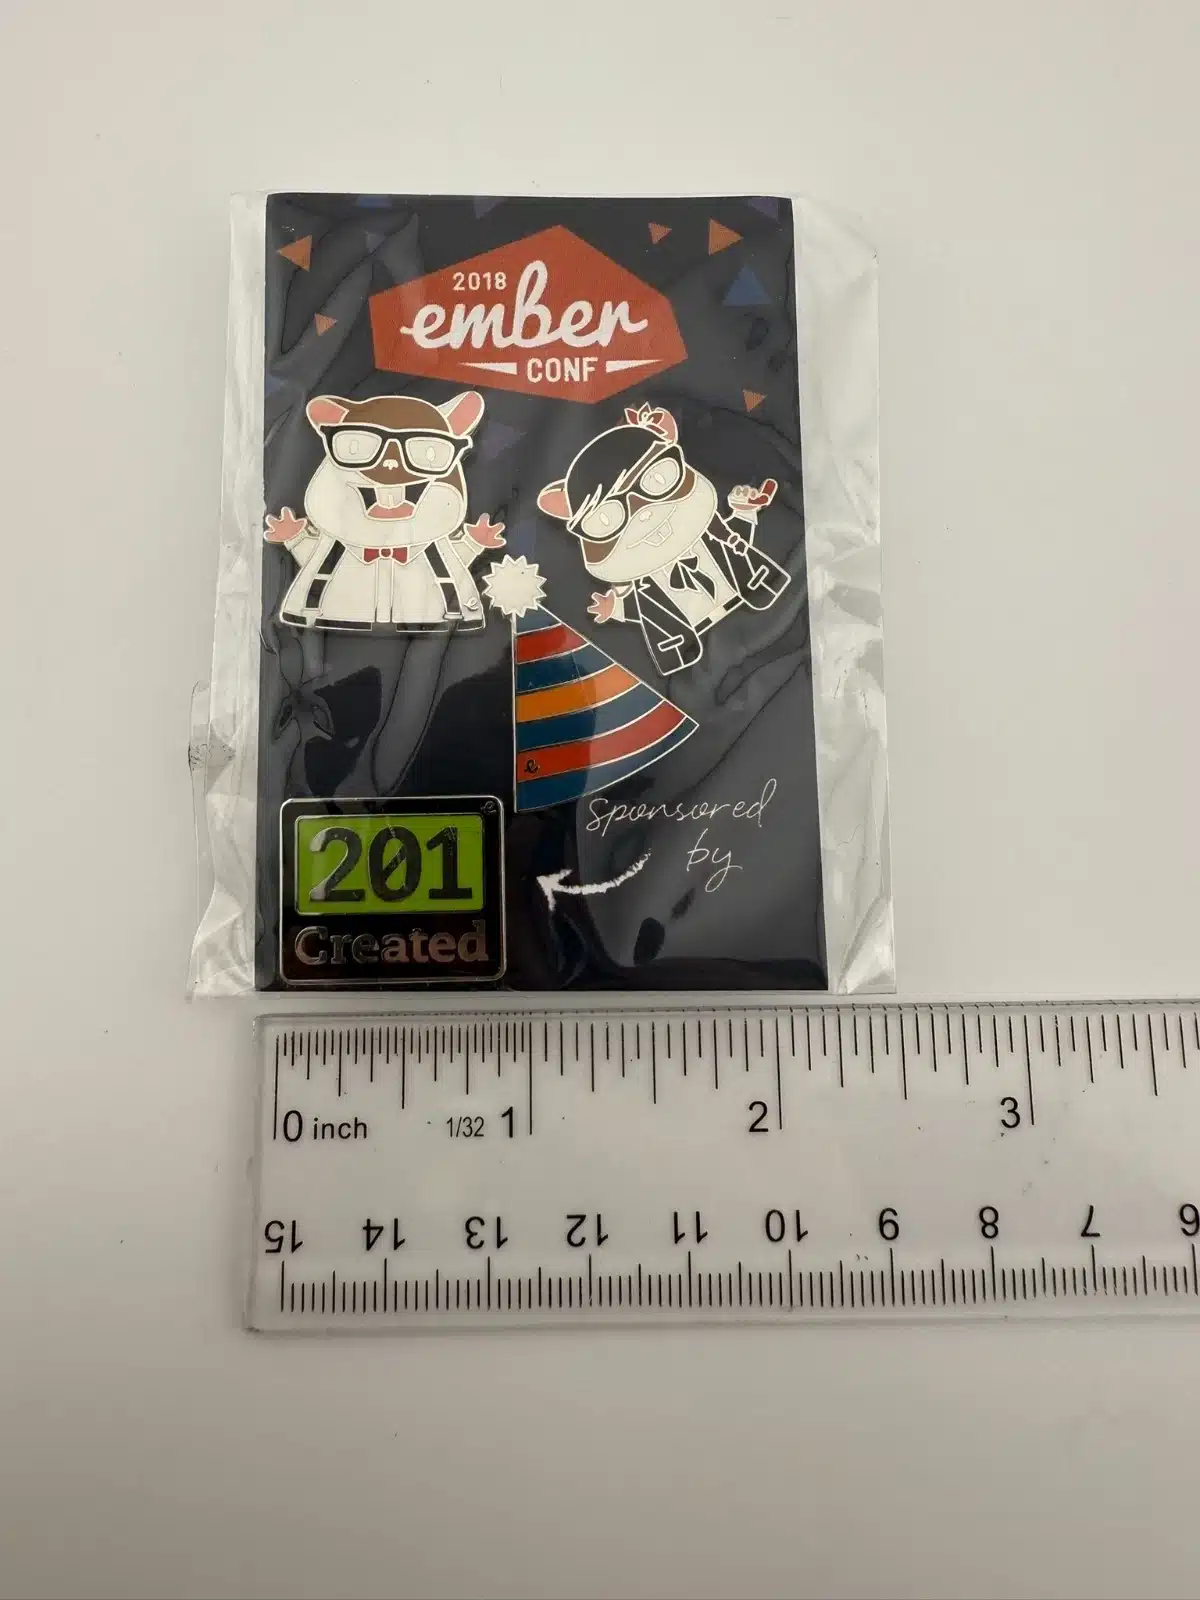 2018
ember
CONF
e
e
sponsored
by
e
201
Created
0 inch 1/32 1 2 3
15 14 13 12 11 10 9 8 7 6